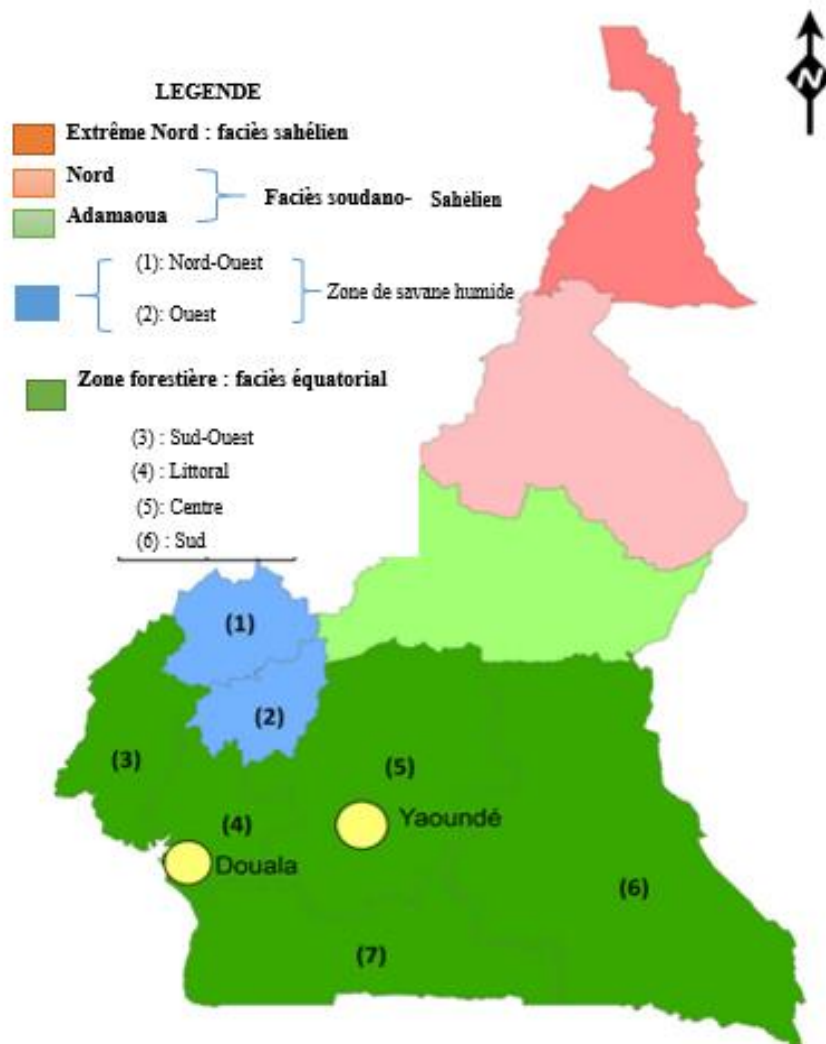 N
LEGENDE
Extrême Nord : faciès sahélien
Nord
Faciès soudano- Sahélien
Adamaoua
(1): Nord-Ouest
Zone de savane humide
(2): Ouest
Zone forestière : faciès équatorial
(3) : Sud-Ouest
(4) : Littoral
(5): Centre
(6) : Sud
(1)
(2)
(3)
(5)
(4)
Yaoundé
Douala
(6)
(7)